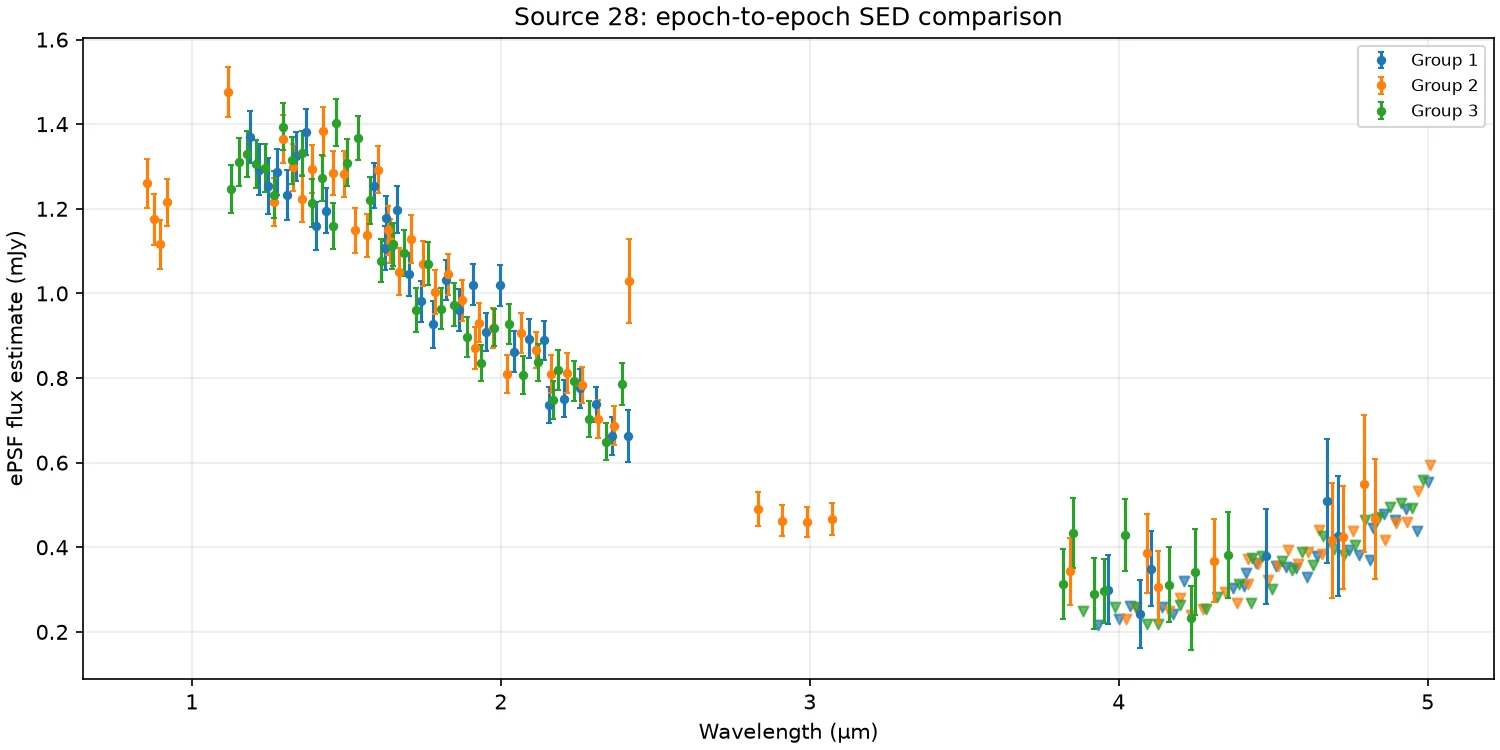 Source 28: epoch-to-epoch SED comparison
1.6
1.4
1.2
1.0
0.8
0.6
0.4
0.2
ePSF flux estimate (mJy)
Group 1
Group 2
Group 3
1 2 3 4 5
Wavelength (μm)